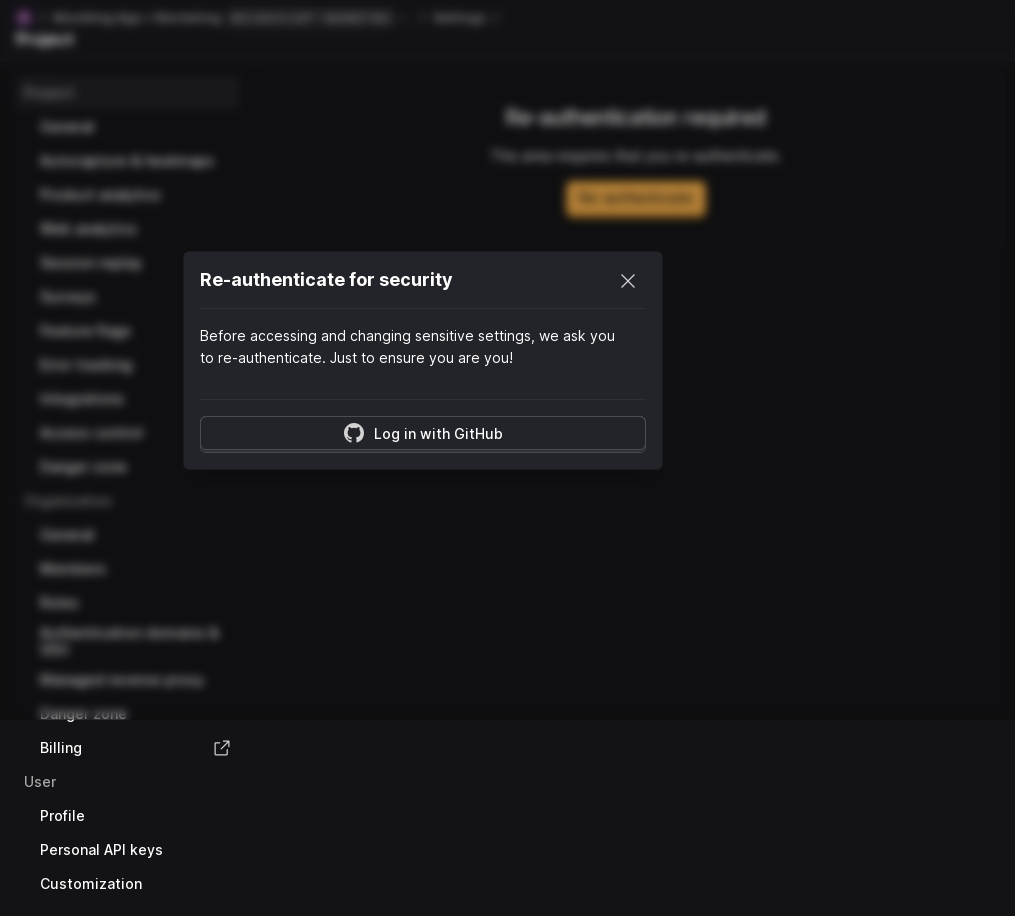 Project
Settings
Project
Re-authentication required
This area requires that you re-authenticate.
Re-authenticate
Project
General
Autocapture & heatmaps
Product analytics
Web analytics
Session replay
Surveys
Feature flags
Error tracking
Integrations
Access control
Danger zone
Organization
General
Members
Roles
Authentication domains &
SSO
Managed reverse proxy
Danger zone
Re-authenticate for security
Before accessing and changing sensitive settings, we ask you
to re-authenticate. Just to ensure you are you!
Log in with GitHub
Billing
User
Profile
Personal API keys
Customization